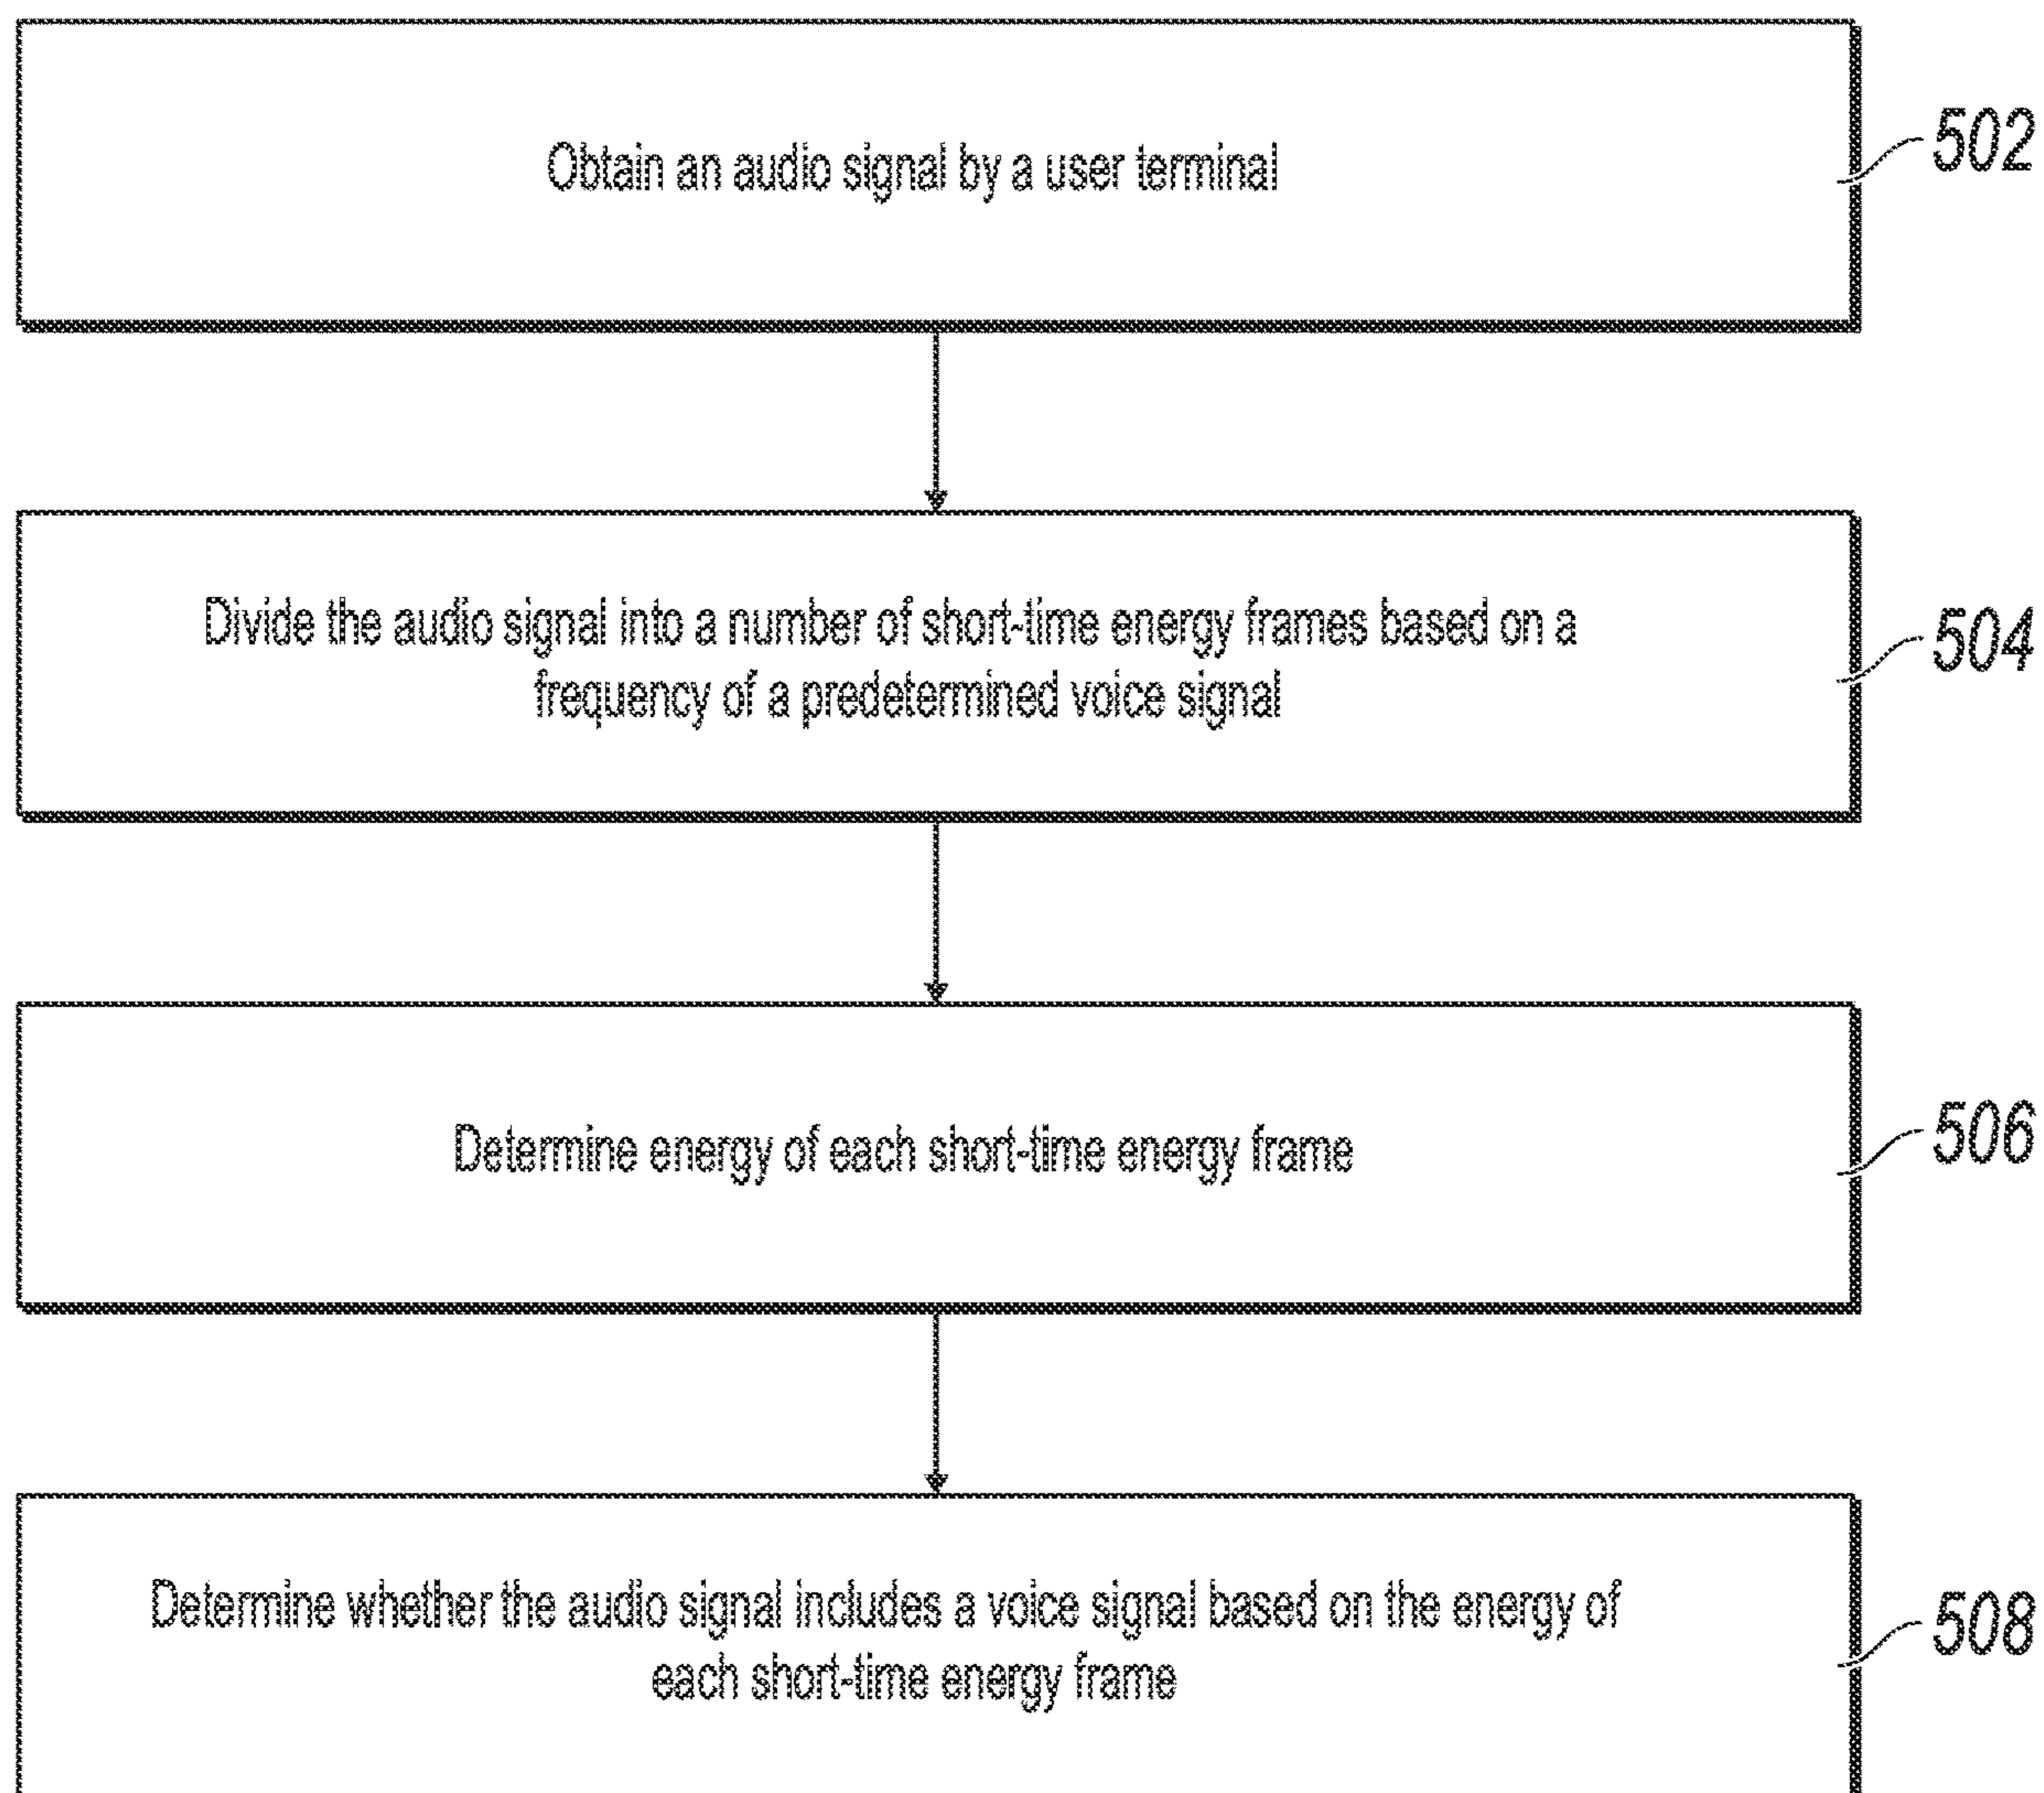 Obtain an audio signal by a user terminal
502
Divide the audio signal into a number of short-time energy frames based on a
frequency of a predetermined voice signal
504
Determine energy of each short-time energy frame
506
Determine whether the audio signal includes a voice signal based on the energy of
each short-time energy frame
508